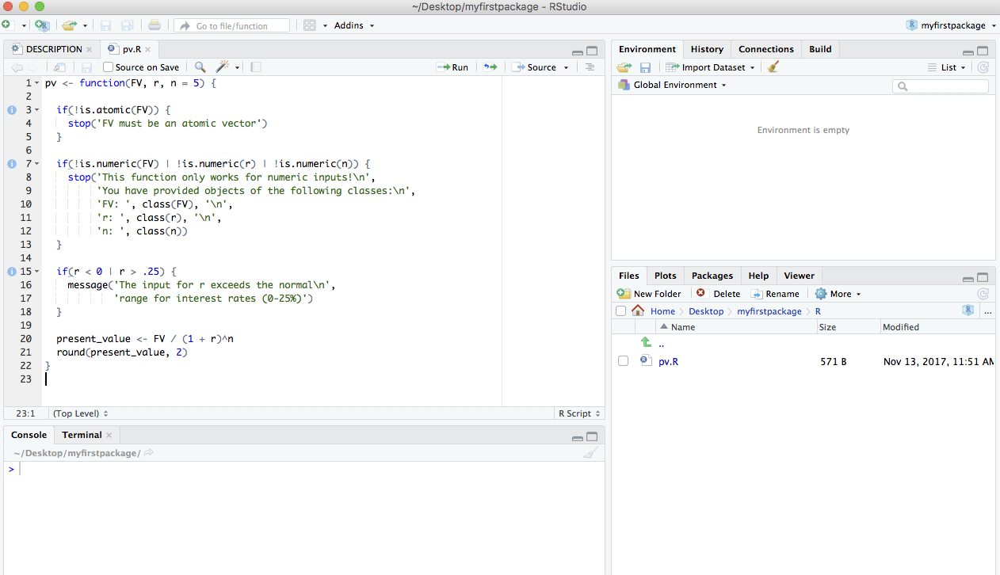 ~/Desktop/myfirstpackage - RStudio
Go to file/function
Addins
myfirstpackage
DESCRIPTION
pv.R
Source on Save
Run
Source
1 pv <- function(FV, r, n = 5) {
2
3   if(!is.atomic(FV)) {
4     stop('FV must be an atomic vector')
5   }
6
7   if(!is.numeric(FV) | !is.numeric(r) | !is.numeric(n)) {
8     stop('This function only works for numeric inputs!\n',
9          'You have provided objects of the following classes:\n',
10          'FV: ', class(FV), '\n',
11          'r: ', class(r), '\n',
12          'n: ', class(n))
13   }
14
15   if(r < 0 | r > .25) {
16     message('The input for r exceeds the normal\n',
17             'range for interest rates (0-25%)')
18   }
19
20   present_value <- FV / (1 + r)^n
21   round(present_value, 2)
22 }
23
23:1 (Top Level) R Script
Console Terminal
~/Desktop/myfirstpackage/
>
Environment History Connections Build
Import Dataset List
Global Environment
Environment is empty
Files Plots Packages Help Viewer
New Folder Delete Rename More
Home Desktop myfirstpackage R ...
Name Size Modified
..
pv.R 571 B Nov 13, 2017, 11:51 AM